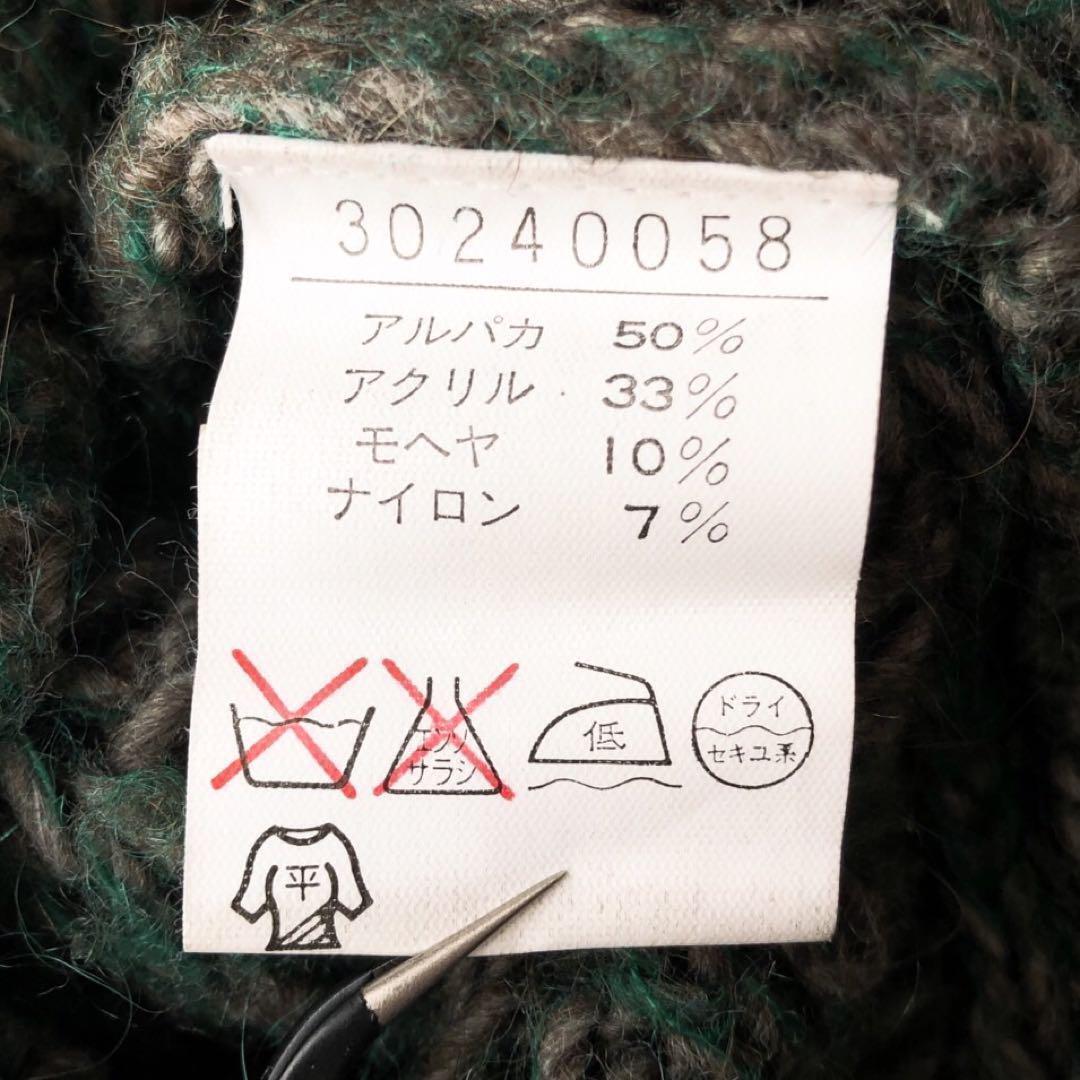 30240058
アルパカ 50%
アクリル 33%
モヘヤ 10%
ナイロン 7%
エンソ
サラシ
低
ドライ
セキユ系
平